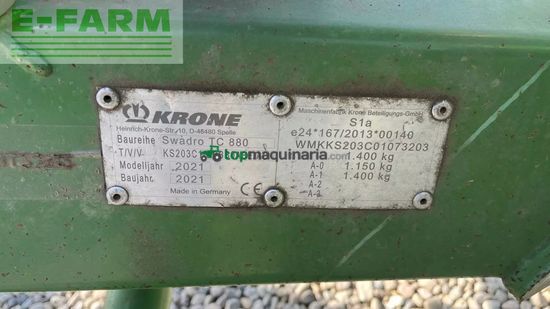 E-FARM
KRONE
Heinrich-Krone-Str. 10, D-48480 Spelle
Baureihe Swadro TC 880
T/V/V KS203C
Modelljahr 2021
Baujahr 2021
Made in Germany
CE
Maschinenfabrik Krone Beteiligungs-GmbH
S1a
e24*167/2013*00140
WMKKS203C01073203
1.400 kg
A-0 1.150 kg
A-1 1.400 kg
A-2
A-3
topmaquinaria.com